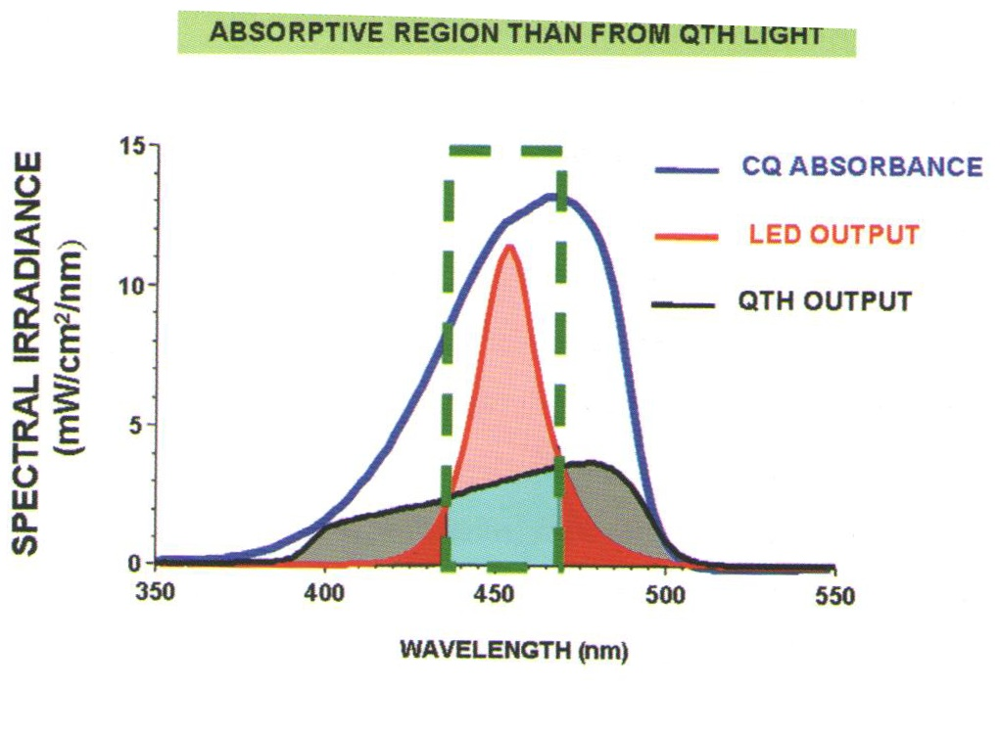 ABSORPTIVE REGION THAN FROM QTH LIGHT
SPECTRAL IRRADIANCE
(mW/cm²/nm)
15
10
5
0
350
400
450
500
550
WAVELENGTH (nm)
CQ ABSORBANCE
LED OUTPUT
QTH OUTPUT